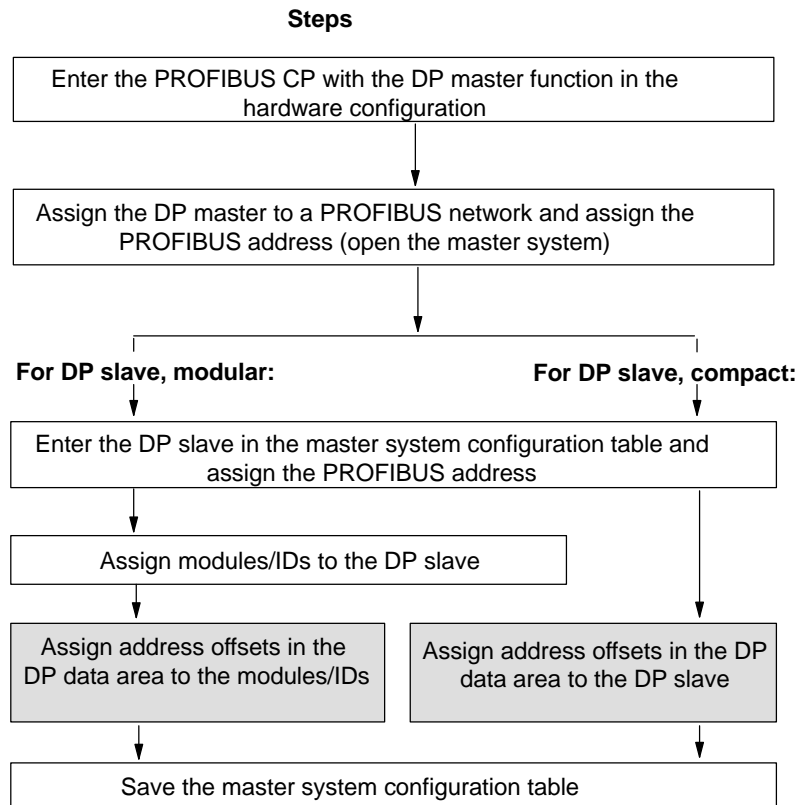 Steps
Enter the PROFIBUS CP with the DP master function in the
hardware configuration
Assign the DP master to a PROFIBUS network and assign the
PROFIBUS address (open the master system)
For DP slave, modular:
For DP slave, compact:
Enter the DP slave in the master system configuration table and
assign the PROFIBUS address
Assign modules/IDs to the DP slave
Assign address offsets in the
DP data area to the modules/IDs
Assign address offsets in the DP
data area to the DP slave
Save the master system configuration table